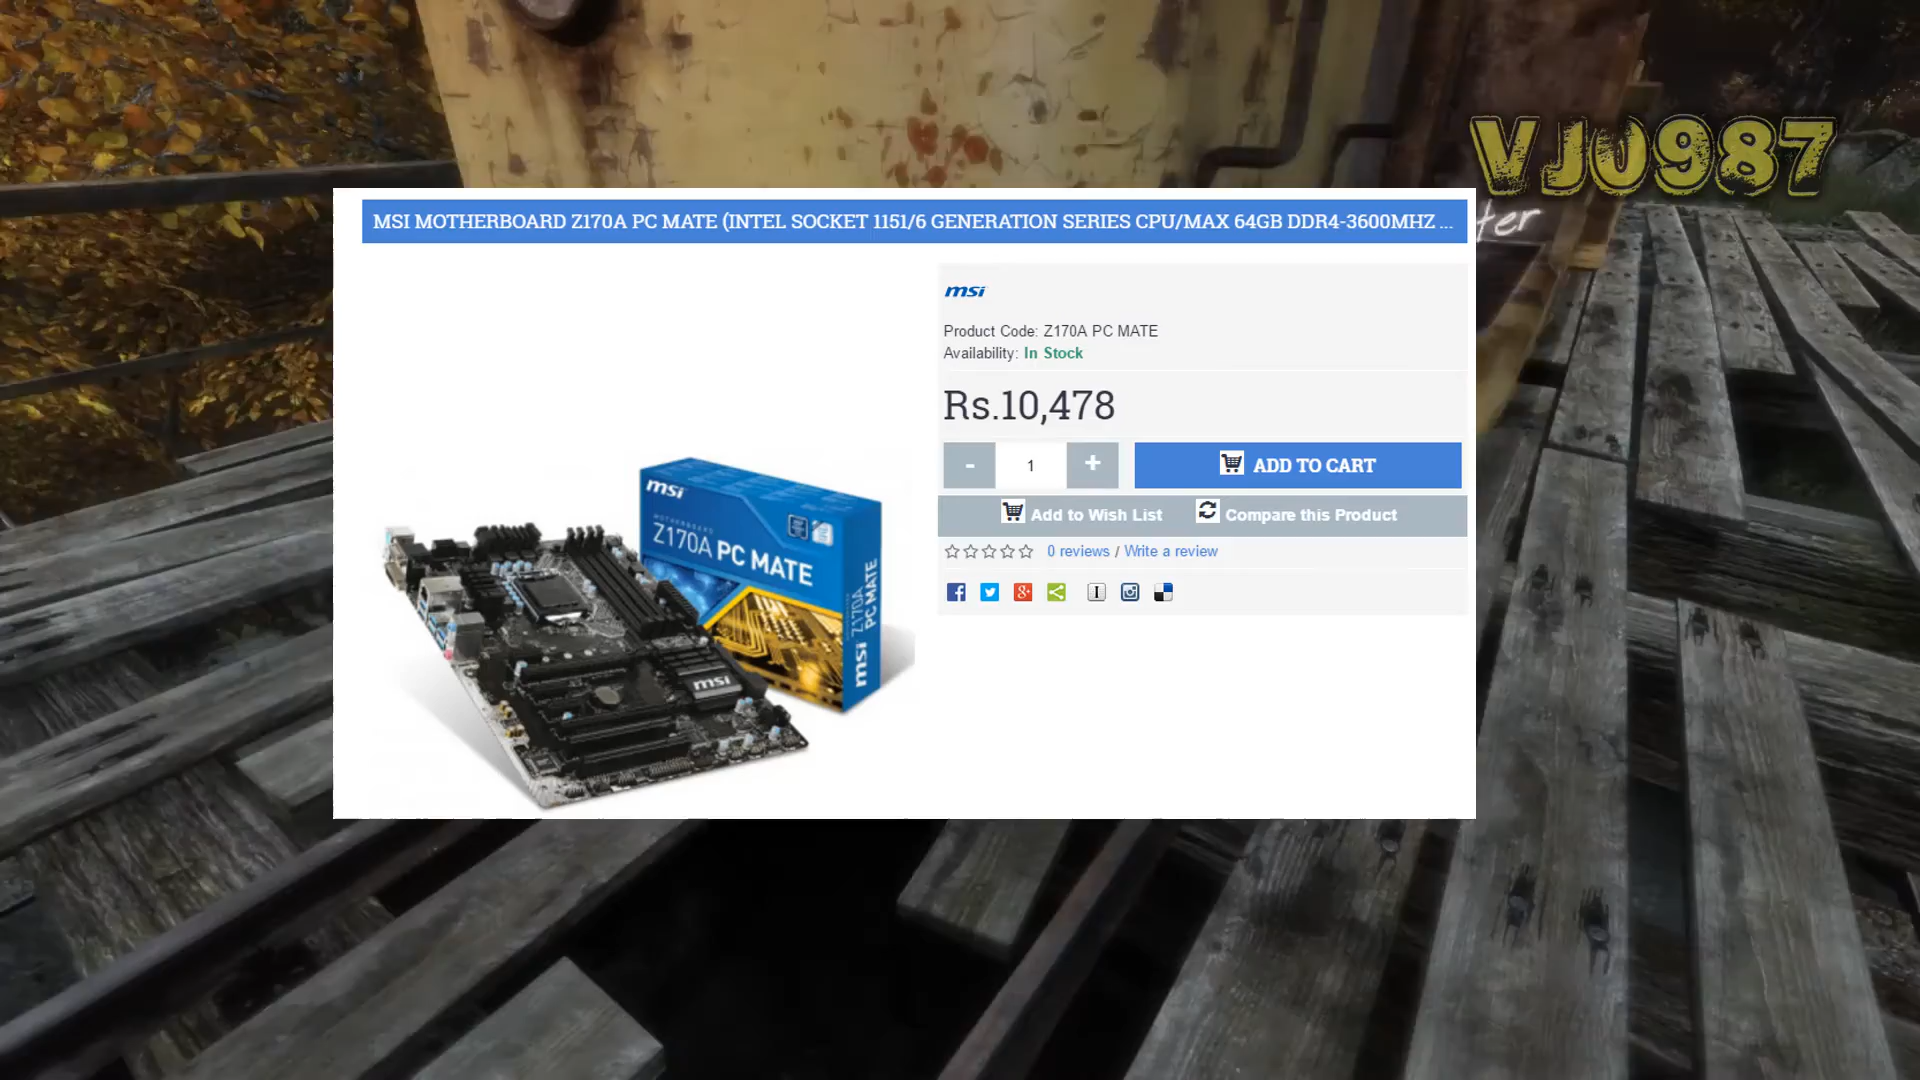 VJ0987
ter
MSI MOTHERBOARD Z170A PC MATE (INTEL SOCKET 1151/6 GENERATION SERIES CPU/MAX 64GB DDR4-3600MHZ ...
msi
Product Code: Z170A PC MATE
Availability: In Stock
Rs.10,478
- 1 +
ADD TO CART
Add to Wish List
Compare this Product
0 reviews / Write a review
msi
MOTHERBOARD
Z170A PC MATE
msi Z170A PC MATE
msi